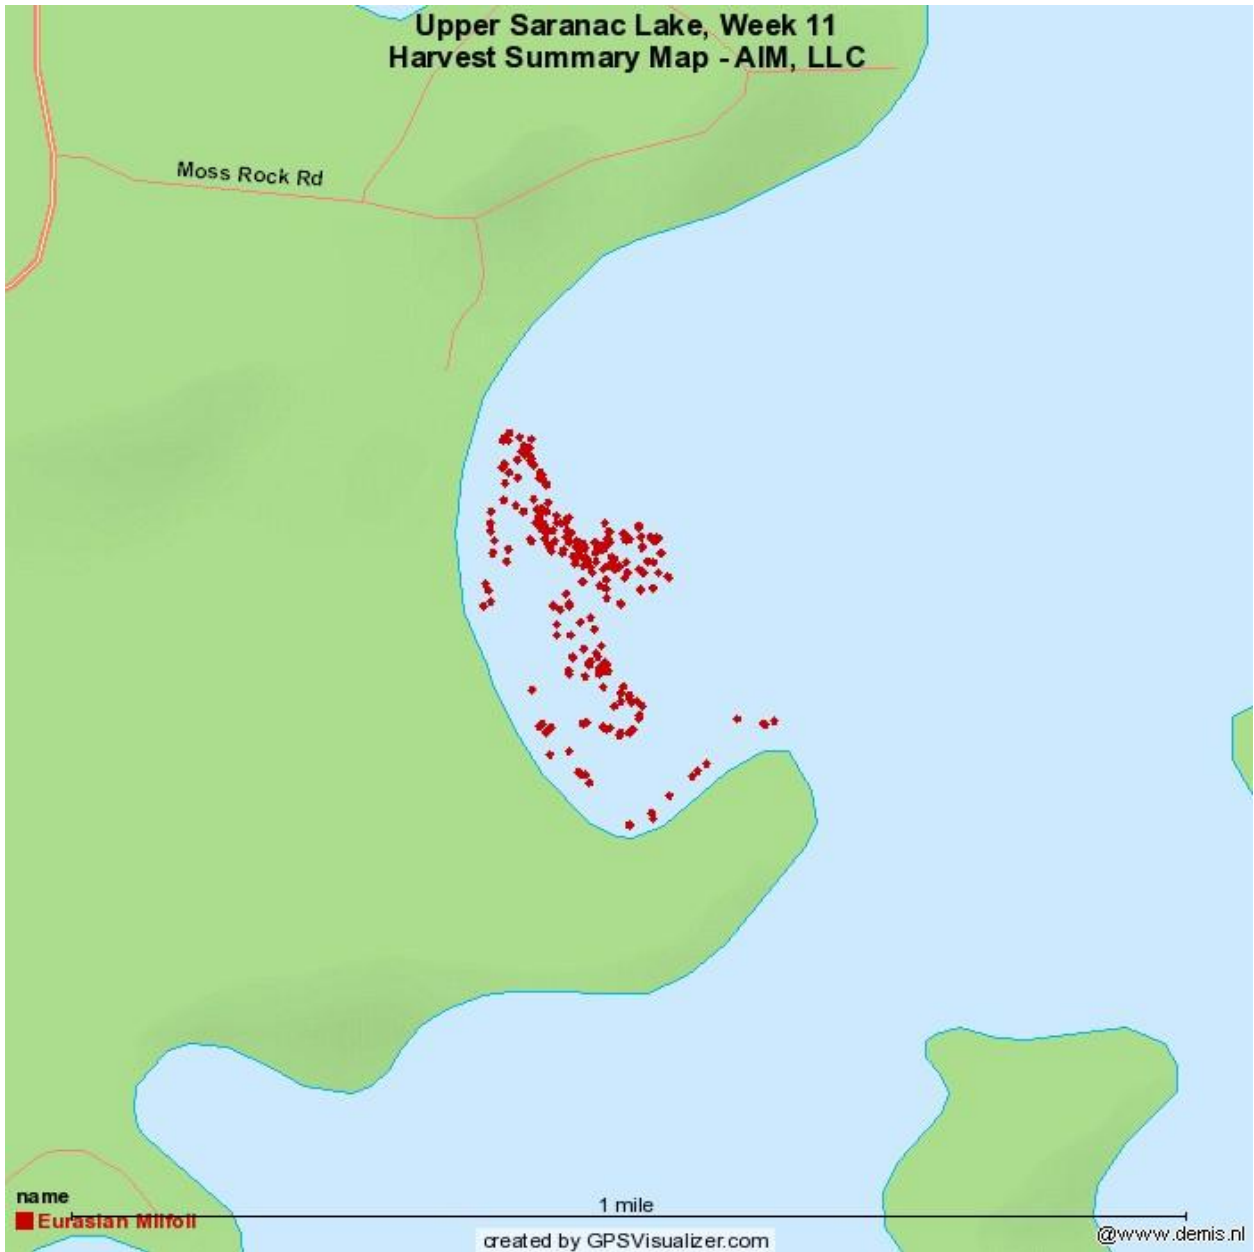 Upper Saranac Lake, Week 11
Harvest Summary Map - AIM, LLC
Moss Rock Rd
name
Eurasian Milfoil
1 mile
created by GPSVisualizer.com
@www.demis.nl